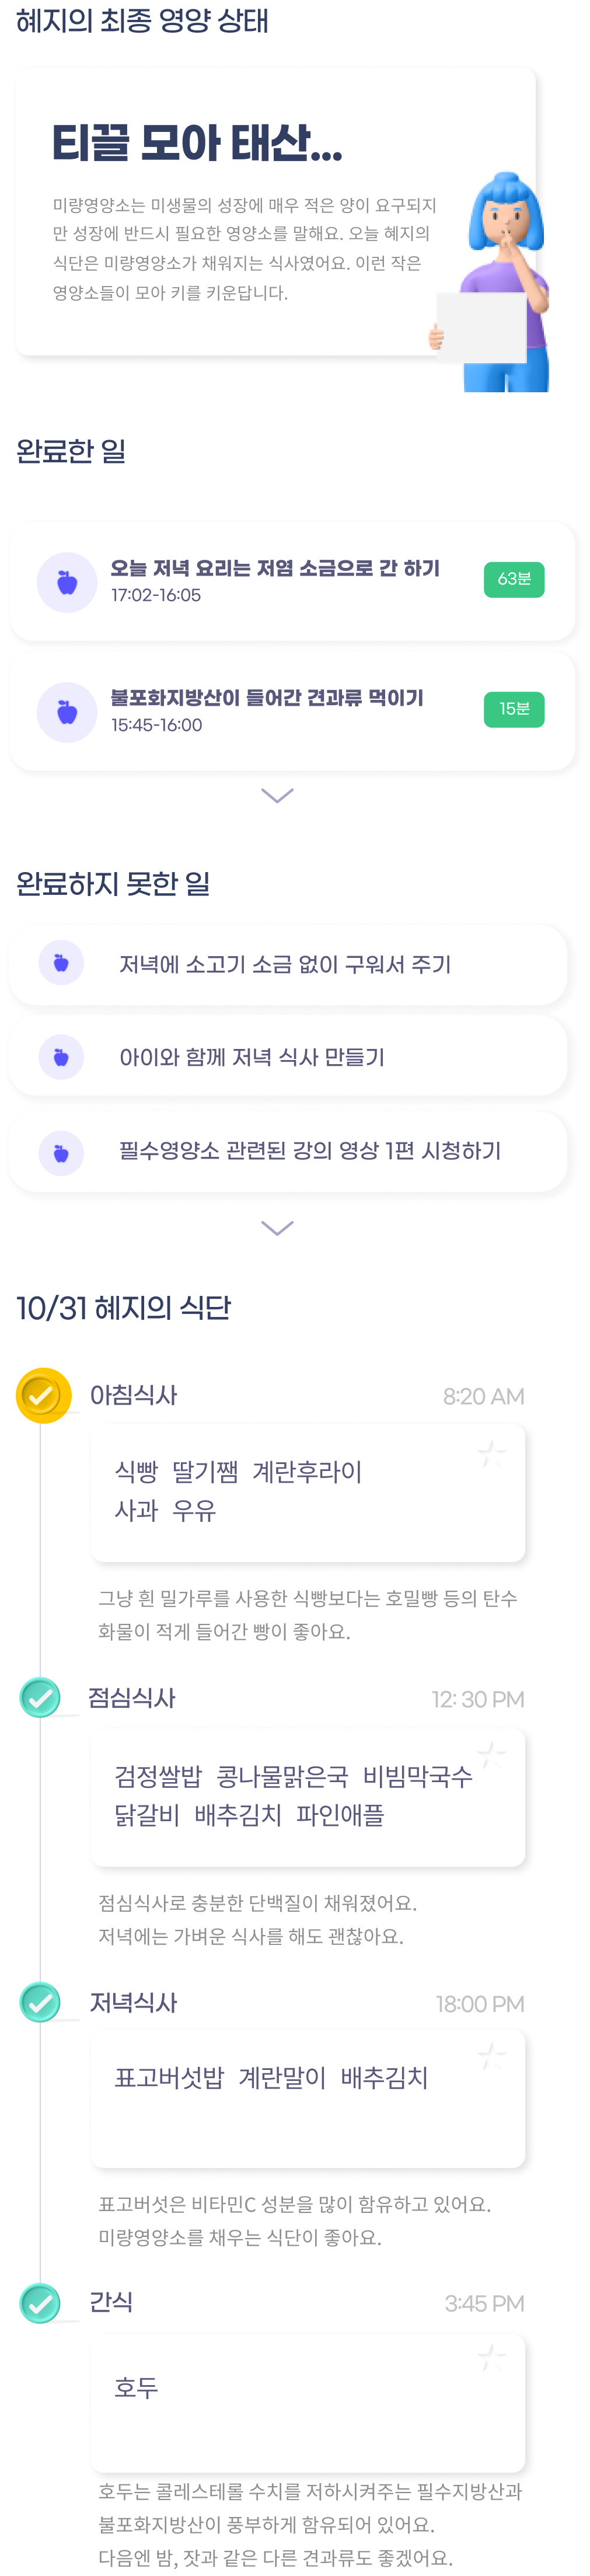 혜지의 최종 영양 상태
티끌 모아 태산...
미량영양소는 미생물의 성장에 매우 적은 양이 요구되지
만 성장에 반드시 필요한 영양소를 말해요. 오늘 혜지의
식단은 미량영양소가 채워지는 식사였어요. 이런 작은
영양소들이 모아 키를 키운답니다.
완료한 일
오늘 저녁 요리는 저염 소금으로 간 하기
63분
17:02-16:05
불포화지방산이 들어간 견과류 먹이기
15분
15:45-16:00
완료하지 못한 일
저녁에 소고기 소금 없이 구워서 주기
아이와 함께 저녁 식사 만들기
필수영양소 관련된 강의 영상 1편 시청하기
10/31 혜지의 식단
아침식사
8:20 AM
식빵 딸기쨈 계란후라이
사과 우유
그냥 흰 밀가루를 사용한 식빵보다는 호밀빵 등의 탄수
화물이 적게 들어간 빵이 좋아요.
점심식사
12: 30 PM
검정쌀밥 콩나물맑은국 비빔막국수
닭갈비 배추김치 파인애플
점심식사로 충분한 단백질이 채워졌어요.
저녁에는 가벼운 식사를 해도 괜찮아요.
저녁식사
18:00 PM
표고버섯밥 계란말이 배추김치
표고버섯은 비타민C 성분을 많이 함유하고 있어요.
미량영양소를 채우는 식단이 좋아요.
간식
3:45 PM
호두
호두는 콜레스테롤 수치를 저하시켜주는 필수지방산과
불포화지방산이 풍부하게 함유되어 있어요.
다음엔 밤, 잣과 같은 다른 견과류도 좋겠어요.